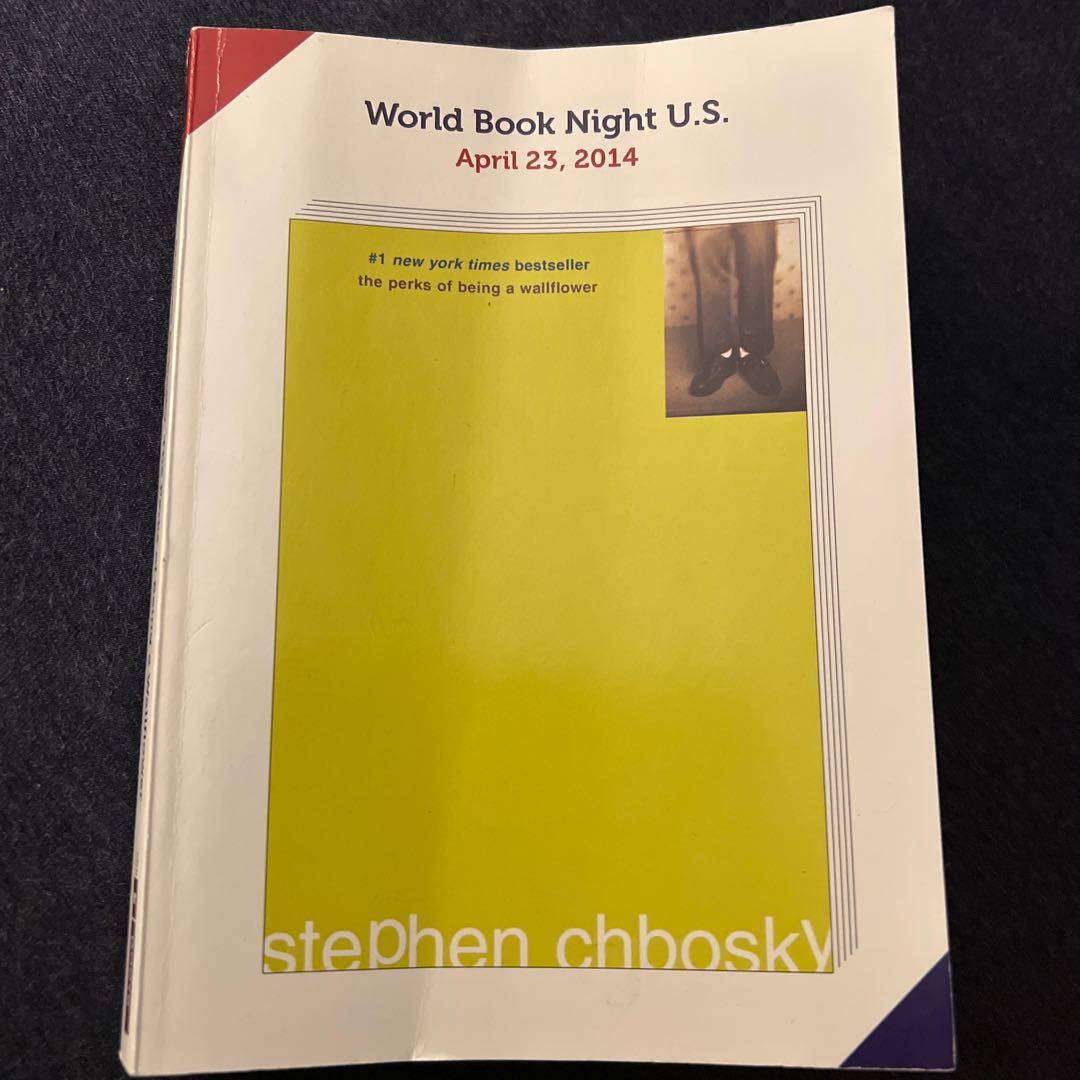 World Book Night U.S.
April 23, 2014
#1 new york times bestseller
the perks of being a wallflower
stephen chbosky